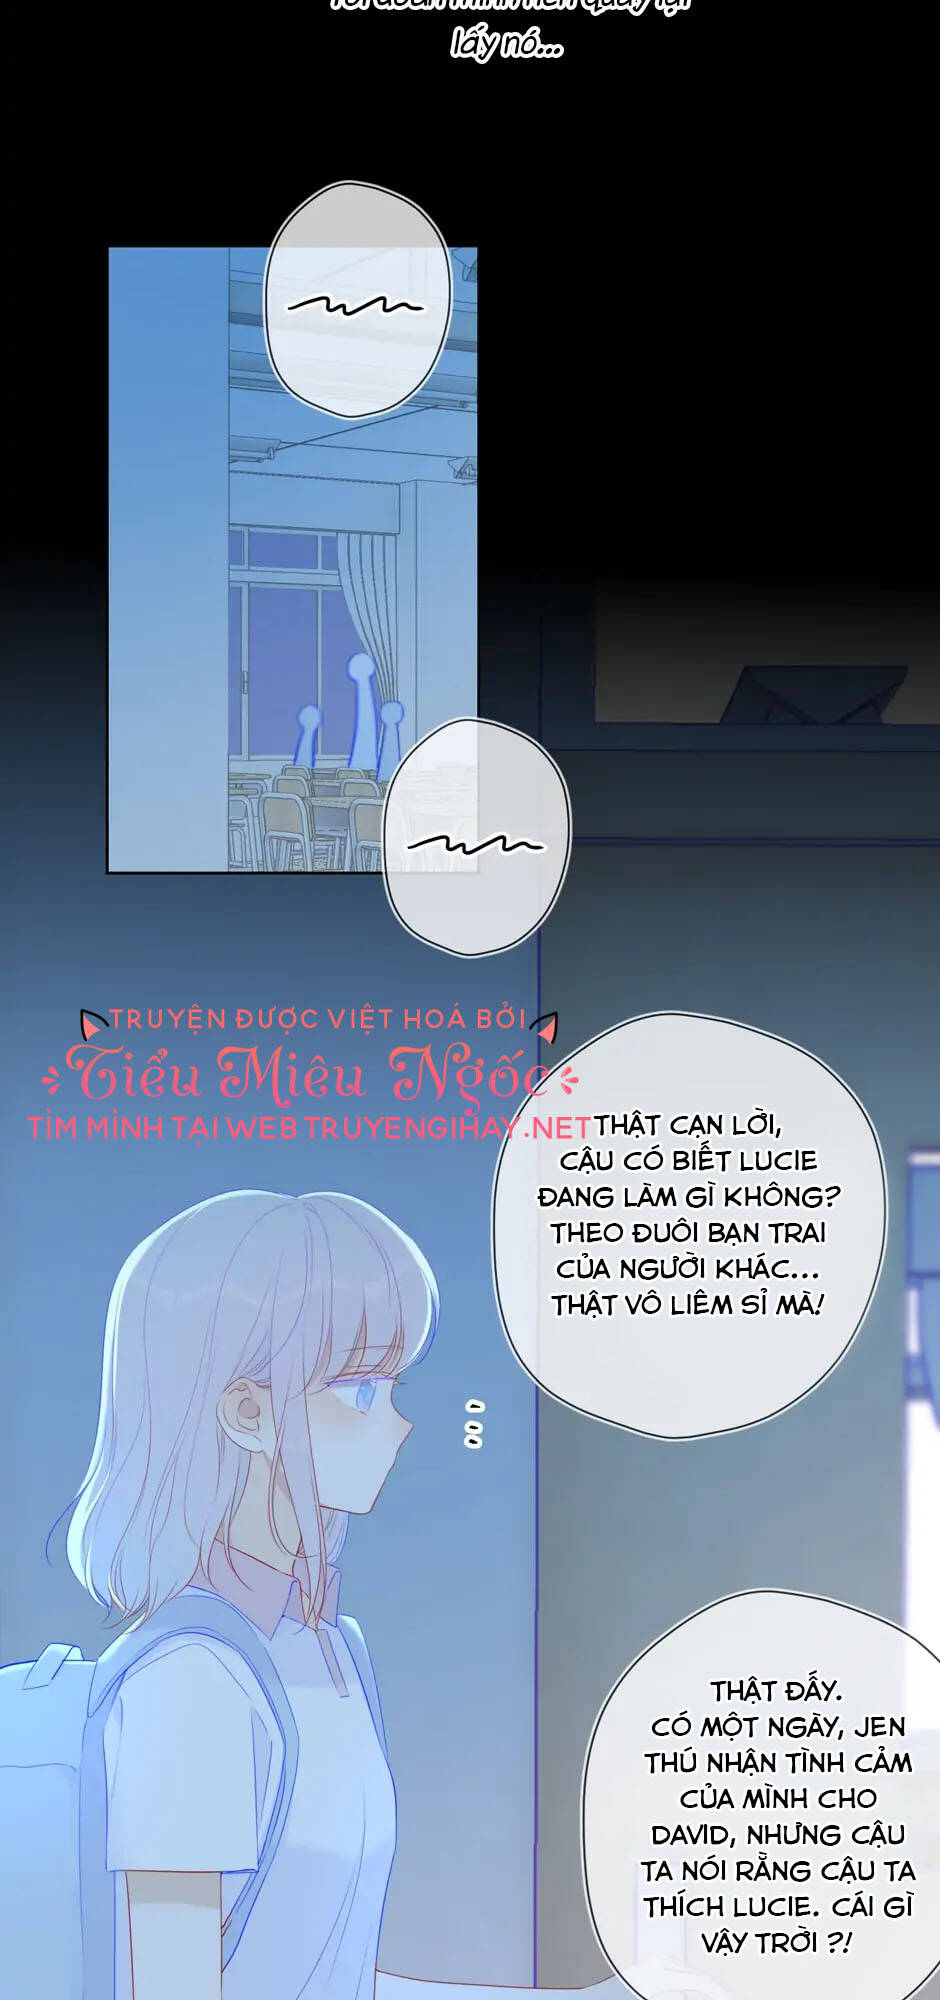 lấy nó...
TRUYỆN ĐƯỢC VIỆT HOÁ BỞI
Tiểu Miêu Ngốc
TÌM MÌNH TẠI WEB TRUYENGIHAY.NET
THẬT CẠN LỜI,
CẬU CÓ BIẾT LUCIE
ĐANG LÀM GÌ KHÔNG?
THEO ĐUÔI BẠN TRAI
CỦA NGƯỜI KHÁC...
THẬT VÔ LIÊM SỈ MÀ!
THẬT ĐẤY.
CÓ MỘT NGÀY, JEN
THÚ NHẬN TÌNH CẢM
CỦA MÌNH CHO
DAVID, NHƯNG CẬU
TA NÓI RẰNG CẬU TA
THÍCH LUCIE. CÁI GÌ
VẬY TRỜI ?!